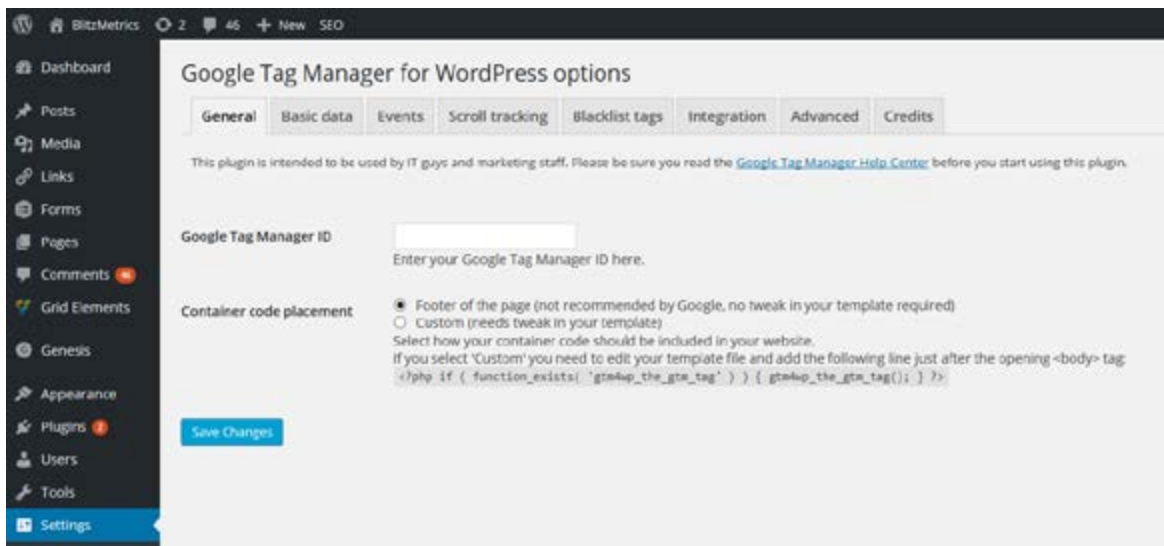 BlitzMetrics 2 46 + New SEO
Dashboard
Posts
Media
Links
Forms
Pages
Comments 46
Grid Elements
Genesis
Appearance
Plugins 2
Users
Tools
Settings
Google Tag Manager for WordPress options
General Basic data Events Scroll tracking Blacklist tags Integration Advanced Credits
This plugin is intended to be used by IT guys and marketing staff. Please be sure you read the Google Tag Manager Help Center before you start using this plugin.
Google Tag Manager ID
Enter your Google Tag Manager ID here.
Container code placement
Footer of the page (not recommended by Google, no tweak in your template required)
Custom (needs tweak in your template)
Select how your container code should be included in your website.
If you select 'Custom' you need to edit your template file and add the following line just after the opening <body> tag:
<?php if ( function_exists( 'gtm4wp_the_gtm_tag' ) ) { gtm4wp_the_gtm_tag(); } ?>
Save Changes